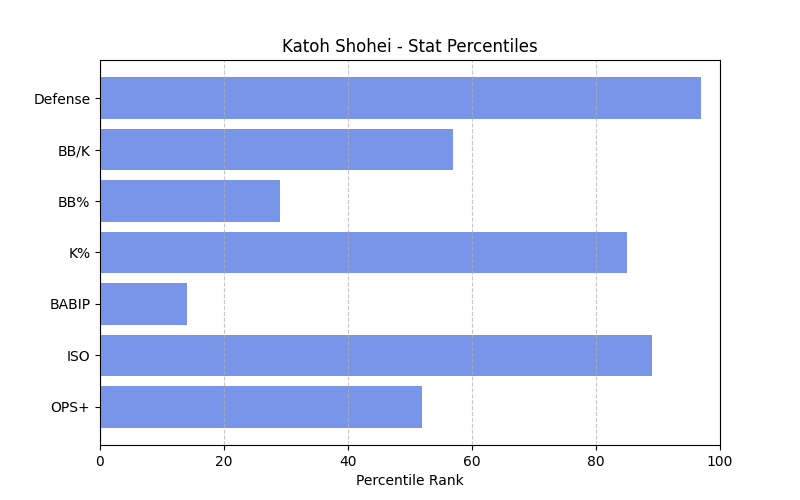 Katoh Shohei - Stat Percentiles
Defense
BB/K
BB%
K%
BABIP
ISO
OPS+
0 20 40 60 80 100
Percentile Rank